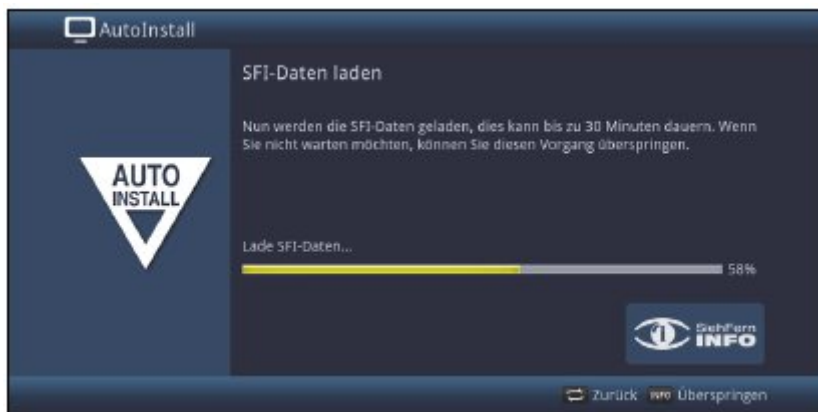 AutoInstall
SFI-Daten laden
Nun werden die SFI-Daten geladen, dies kann bis zu 30 Minuten dauern. Wenn
Sie nicht warten möchten, können Sie diesen Vorgang überspringen.
AUTO
INSTALL
Lade SFI-Daten...
58%
SiehFern
INFO
Zurück INFO Überspringen